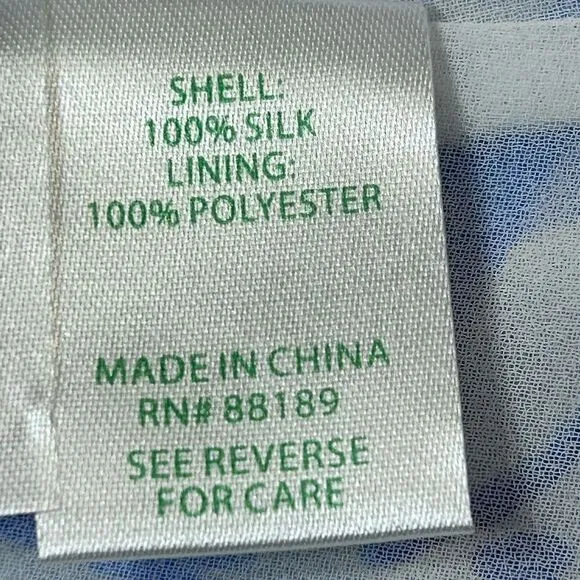 SHELL:
100% SILK
LINING:
100% POLYESTER
MADE IN CHINA
RN# 88189
SEE REVERSE
FOR CARE